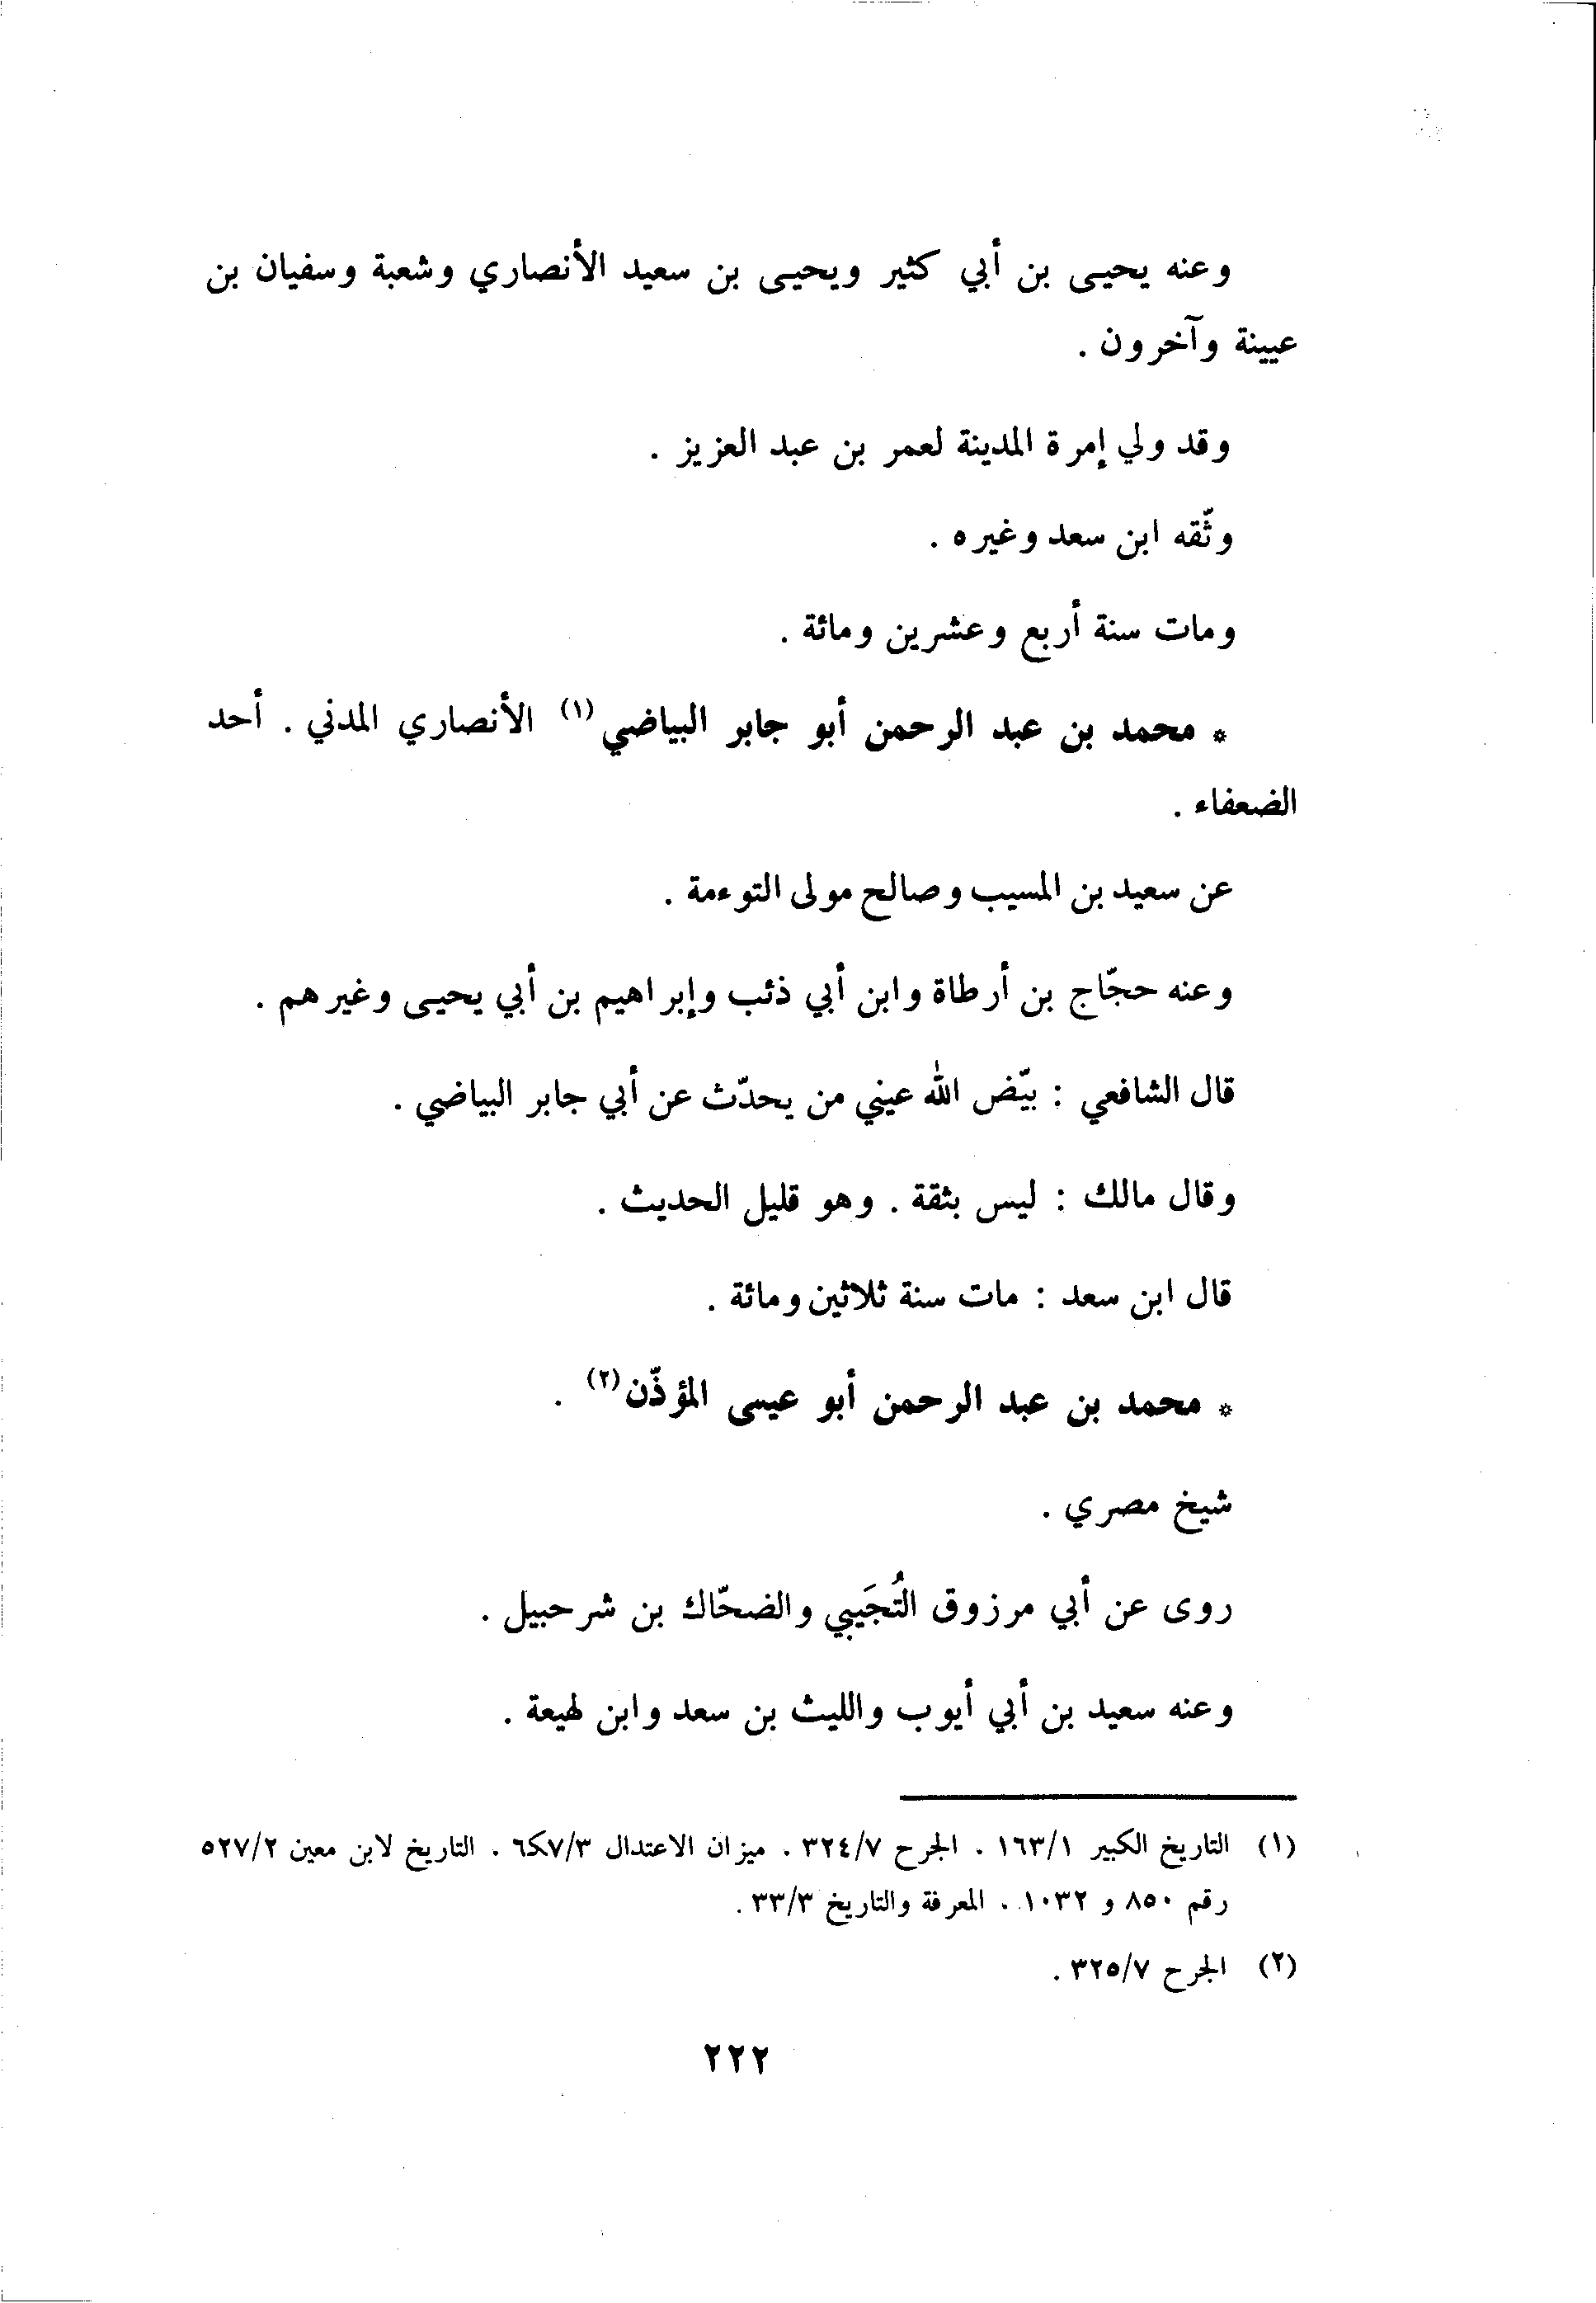 وعنه يحيى بن أبي كثير ويحيى بن سعيد الأنصاري وشعبة وسفيان بن
عيينة وآخرون .
وقد ولي إمرة المدينة لعمر بن عبد العزيز .
وثّقه ابن سعد وغيره .
ومات سنة أربع وعشرين ومائة .
* محمد بن عبد الرحمن أبو جابر البياضي (١) الأنصاري المدني . أحد
الضعفاء .
عن سعيد بن المسيب وصالح مولى التوءمة .
وعنه حجّاج بن أرطاة وابن أبي ذئب وإبراهيم بن أبي يحيى وغيرهم .
قال الشافعي : بيّض الله عيني من يحدّث عن أبي جابر البياضي .
وقال مالك : ليس بثقة . وهو قليل الحديث .
قال ابن سعد : مات سنة ثلاثين ومائة .
* محمد بن عبد الرحمن أبو عيسى المؤذّن (٢) .
شيخ مصري .
روى عن أبي مرزوق التُجَيبي والضحّاك بن شرحبيل .
وعنه سعيد بن أبي أيوب والليث بن سعد وابن لهيعة .
(١) التاريخ الكبير ١٦٣/١ . الجرح ٣٢٤/٧ . ميزان الاعتدال . التاريخ لابن معين ٥٢٧/٢
رقم ٨٥٠ و ١٠٣٢ . المعرفة والتاريخ ٣٣/٣ .
(٢) الجرح ٣٢٥/٧ .
٢٢٢